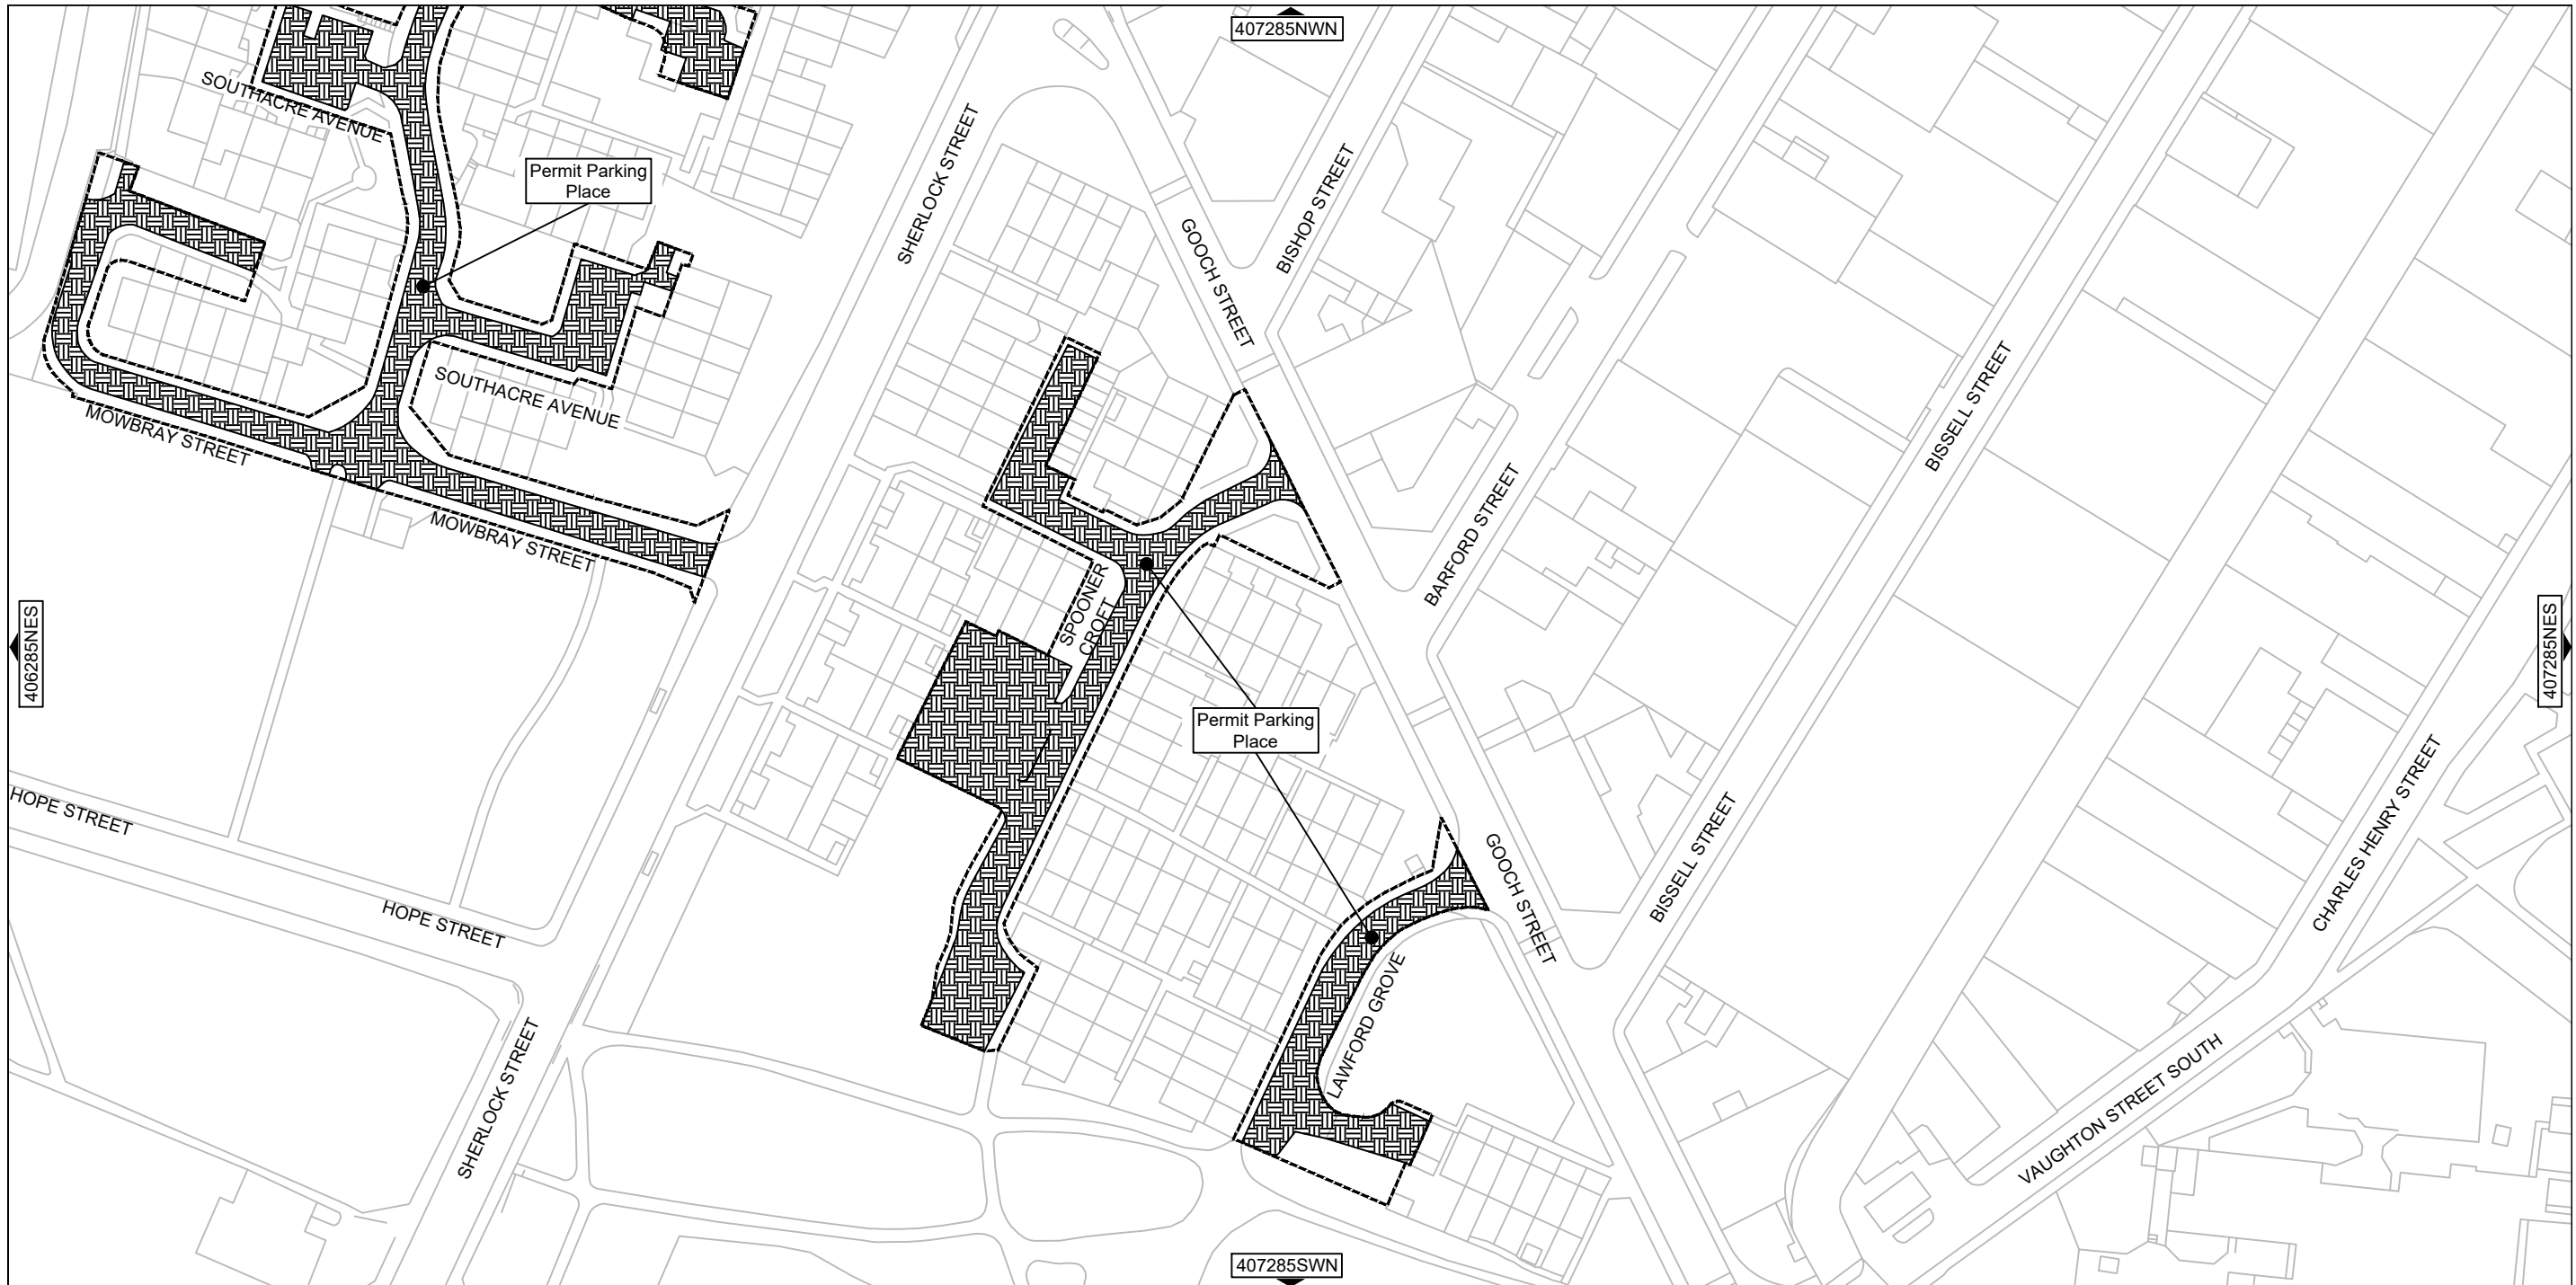 407285NWN
SOUTHACRE AVENUE
Permit Parking
Place
SHERLOCK STREET
GOOCH STREET
BISHOP STREET
SOUTHACRE AVENUE
MOWBRAY STREET
MOWBRAY STREET
BISSELL STREET
BARFORD STREET
SPOONER
CROFT
406285NES
407285NES
Permit Parking
Place
HOPE STREET
HOPE STREET
GOOCH STREET
BISSELL STREET
CHARLES HENRY STREET
LAWFORD GROVE
SHERLOCK STREET
VAUGHTON STREET SOUTH
407285SWN